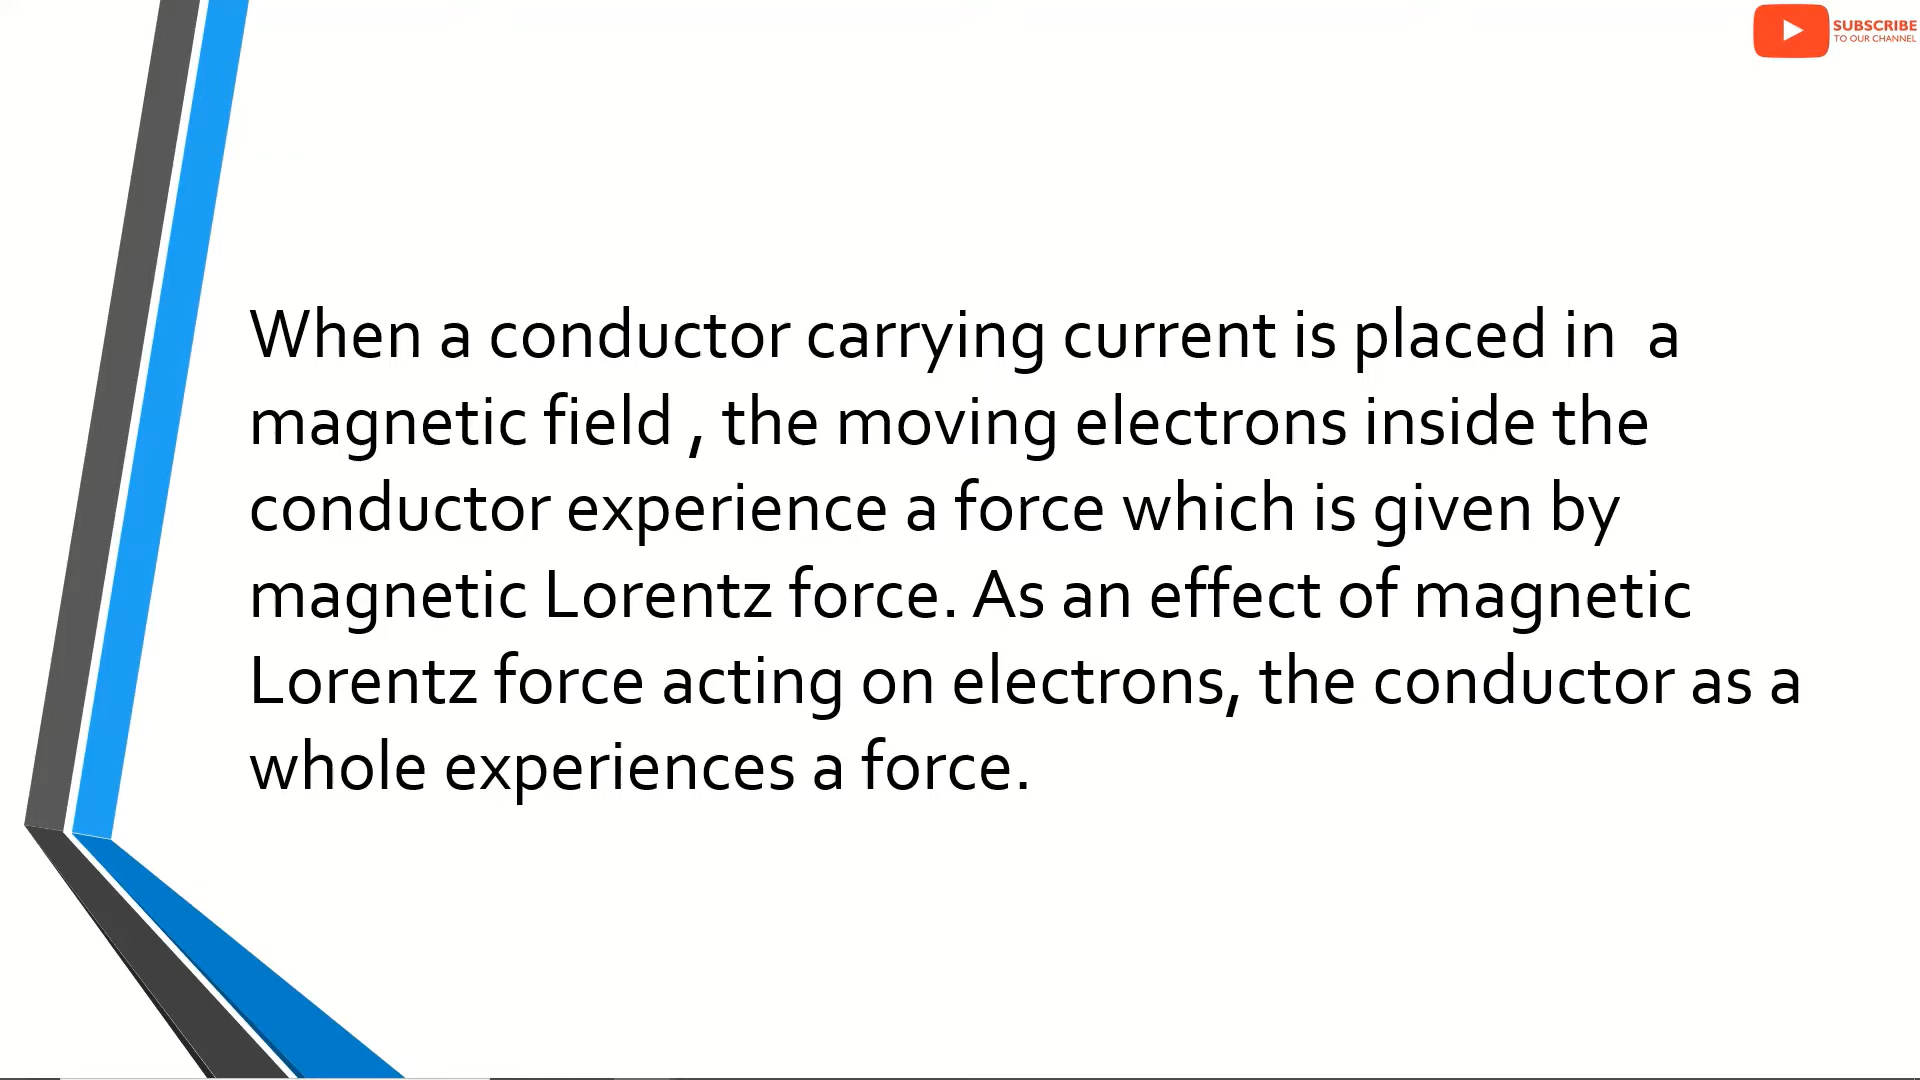 SUBSCRIBE
TO OUR CHANNEL
When a conductor carrying current is placed in  a
magnetic field , the moving electrons inside the
conductor experience a force which is given by
magnetic Lorentz force. As an effect of magnetic
Lorentz force acting on electrons, the conductor as a
whole experiences a force.